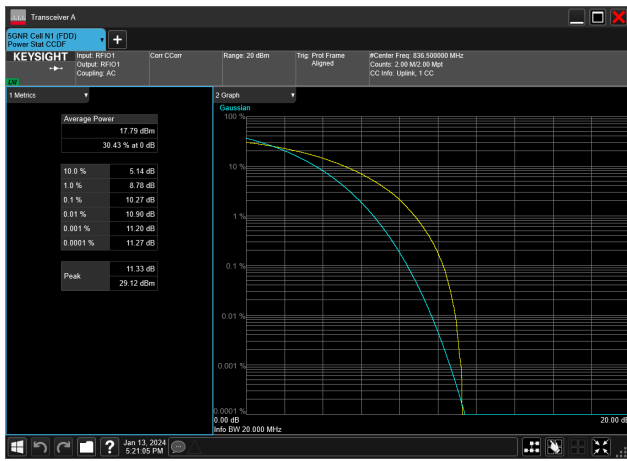 Transceiver A
5GNR Cell N1 (FDD)
Power Stat CCDF
KEYSIGHT
Input: RFIO1
Output: RFIO1
Coupling: AC
Corr CCorr
Range: 20 dBm
Trig: Prot Frame
Aligned
#Center Freq: 836.500000 MHz
Counts: 2.00 M/2.00 Mpt
CC Info: Uplink, 1 CC
1 Metrics
Average Power
17.79 dBm
30.43 % at 0 dB
10.0 % 5.14 dB
1.0 % 8.78 dB
0.1 % 10.27 dB
0.01 % 10.90 dB
0.001 % 11.20 dB
0.0001 % 11.27 dB
Peak 11.33 dB
29.12 dBm
2 Graph
Gaussian
100 %
10 %
1 %
0.1 %
0.01 %
0.001 %
0.0001 %
0.00 dB
20.00 dB
Info BW 20.000 MHz
?
Jan 13, 2024
5:21:05 PM